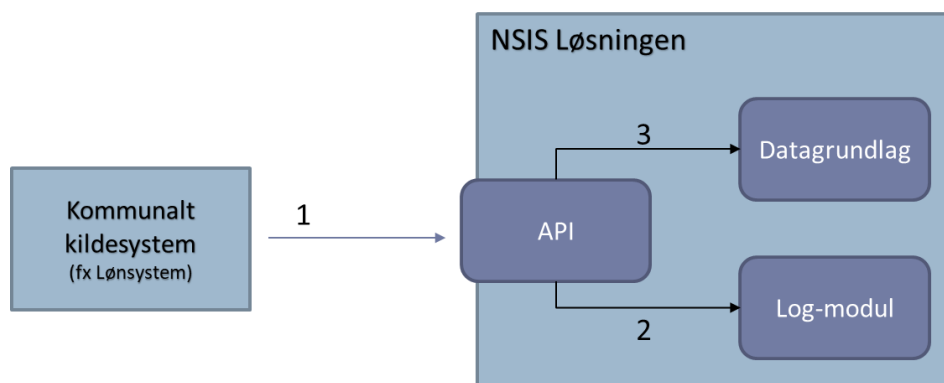 NSIS Løsningen
Kommunalt
kildesystem
(fx Lønsystem)
1
API
3
Datagrundlag
2
Log-modul